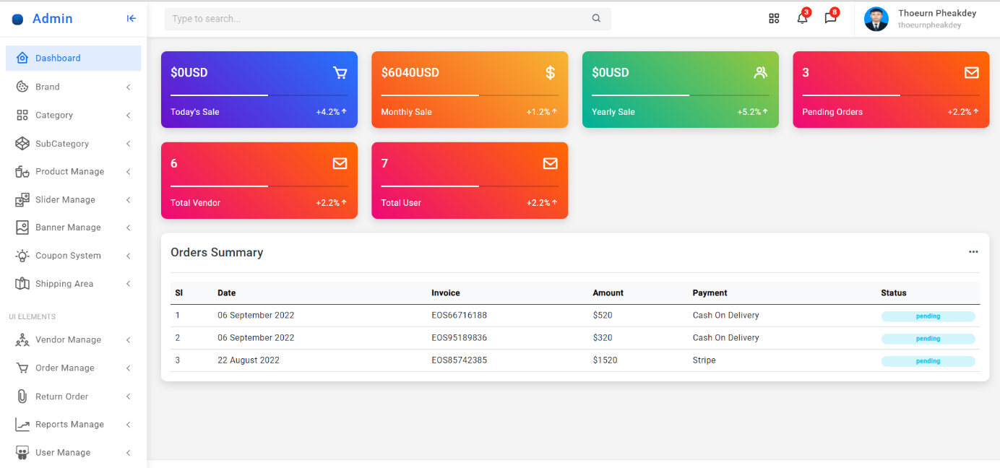 Admin
Type to search...
3
8
Thoeurn Pheakdey
thoeurnpheakdey
Dashboard
Brand
Category
SubCategory
Product Manage
Slider Manage
Banner Manage
Coupon System
Shipping Area
UI ELEMENTS
Vendor Manage
Order Manage
Return Order
Reports Manage
User Manage
$0USD
Today's Sale +4.2%
$6040USD
Monthly Sale +1.2%
$0USD
Yearly Sale +5.2%
3
Pending Orders +2.2%
6
Total Vendor +2.2%
7
Total User +2.2%
Orders Summary
Sl Date Invoice Amount Payment Status
1 06 September 2022 EOS66716188 $520 Cash On Delivery pending
2 06 September 2022 EOS95189836 $320 Cash On Delivery pending
3 22 August 2022 EOS85742385 $1520 Stripe pending